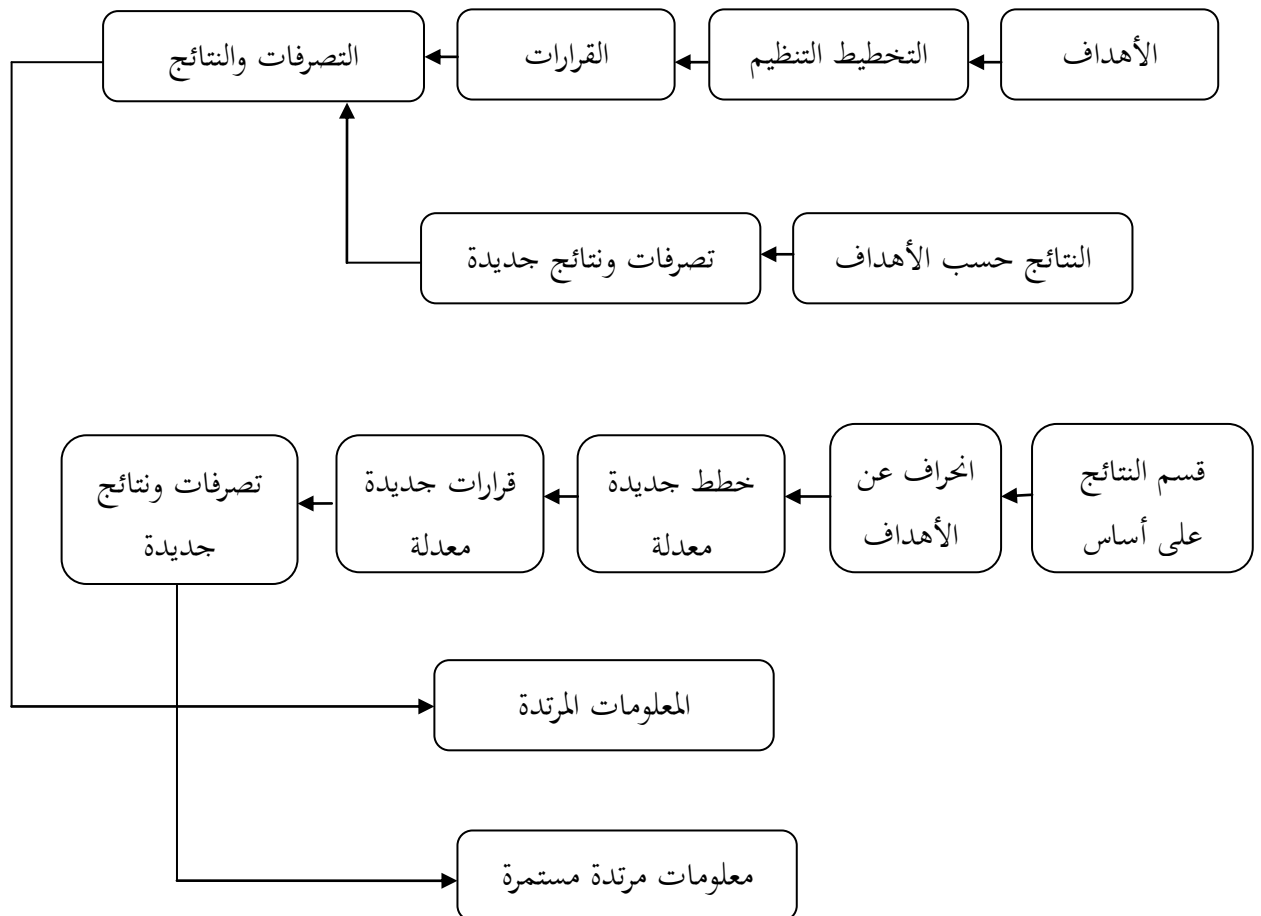 الأهداف
التخطيط التنظيم
القرارات
التصرفات والنتائج
النتائج حسب الأهداف
تصرفات ونتائج جديدة
قسم النتائج
على أساس
انحراف عن
الأهداف
خطط جديدة
معدلة
قرارات جديدة
معدلة
تصرفات ونتائج
جديدة
المعلومات المرتدة
معلومات مرتدة مستمرة